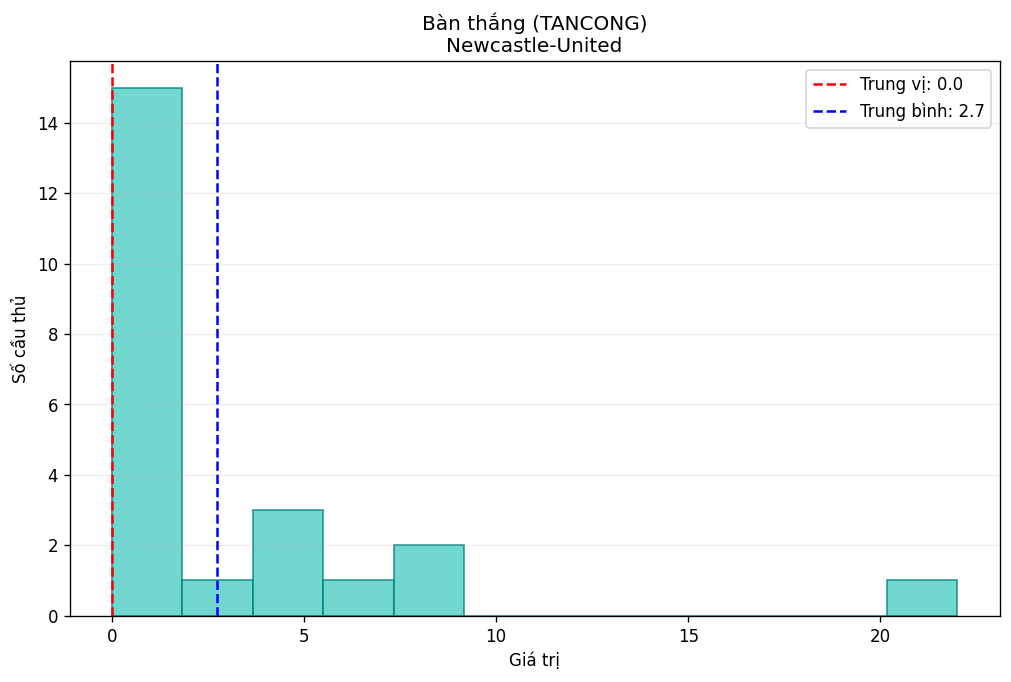 Bàn thắng (TANCONG)
Newcastle-United
Trung vị: 0.0
Trung bình: 2.7
Số cầu thủ
14
12
10
8
6
4
2
0
0
5
10
15
20
Giá trị